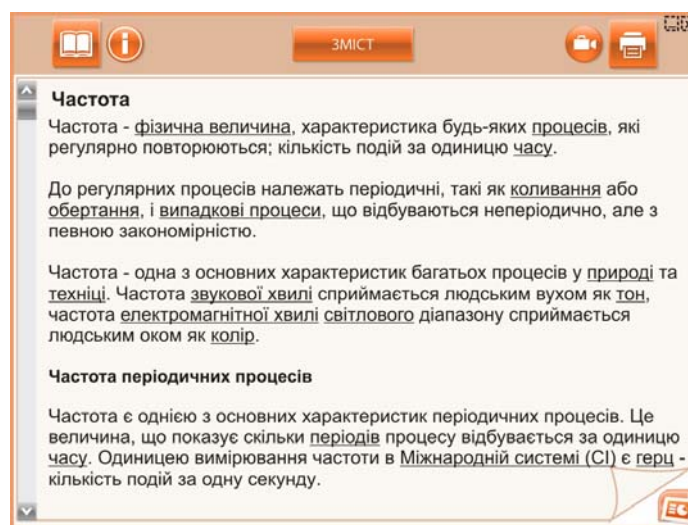 ЗМІСТ
Частота
Частота - фізична величина, характеристика будь-яких процесів, які
регулярно повторюються; кількість подій за одиницю часу.
До регулярних процесів належать періодичні, такі як коливання або
обертання, і випадкові процеси, що відбуваються неперіодично, але з
певною закономірністю.
Частота - одна з основних характеристик багатьох процесів у природі та
техніці. Частота звукової хвилі сприймається людським вухом як тон,
частота електромагнітної хвилі світлового діапазону сприймається
людським оком як колір.
Частота періодичних процесів
Частота є однією з основних характеристик періодичних процесів. Це
величина, що показує скільки періодів процесу відбувається за одиницю
часу. Одиницею вимірювання частоти в Міжнародній системі (СІ) є герц -
кількість подій за одну секунду.